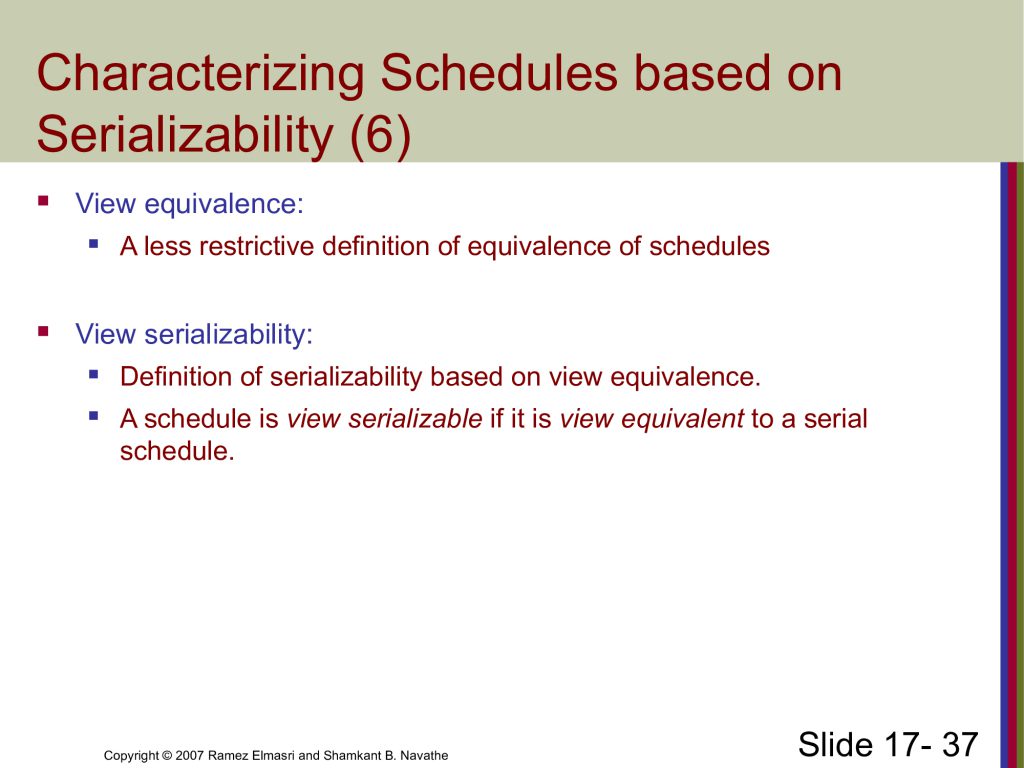 Characterizing Schedules based on
Serializability (6)
View equivalence:
A less restrictive definition of equivalence of schedules
View serializability:
Definition of serializability based on view equivalence.
A schedule is view serializable if it is view equivalent to a serial
schedule.
Copyright © 2007 Ramez Elmasri and Shamkant B. Navathe
Slide 17- 37